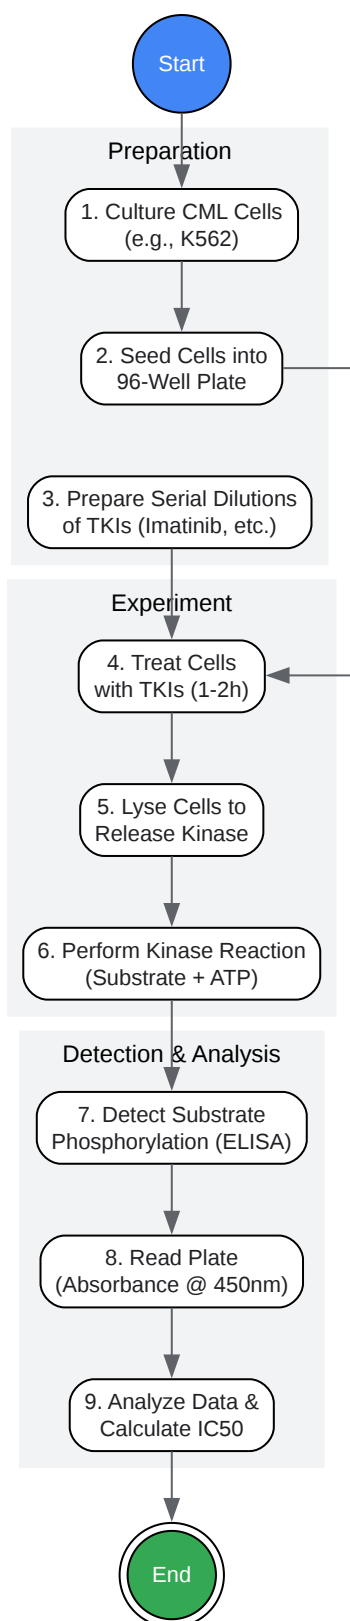 Start
Preparation
1. Culture CML Cells
(e.g., K562)
2. Seed Cells into
96-Well Plate
3. Prepare Serial Dilutions
of TKIs (Imatinib, etc.)
Experiment
4. Treat Cells
with TKIs (1-2h)
5. Lyse Cells to
Release Kinase
6. Perform Kinase Reaction
(Substrate + ATP)
Detection & Analysis
7. Detect Substrate
Phosphorylation (ELISA)
8. Read Plate
(Absorbance @ 450nm)
9. Analyze Data &
Calculate IC50
End